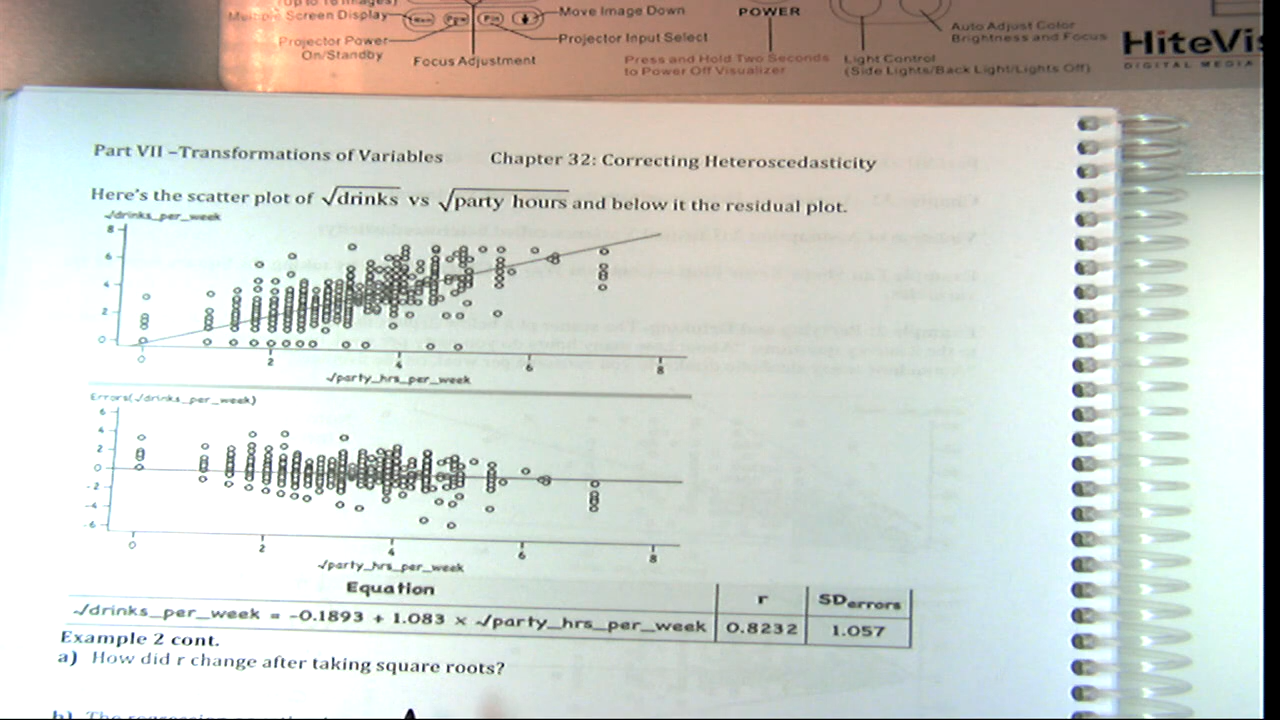 Screen Display
Move Image Down
POWER
Auto Adjust Color
Brightness and Focus
HiteVis
DIGITAL MEDIA
Projector Power
On/Standby
Projector Input Select
Focus Adjustment
Press and Hold Two Seconds
to Power Off Visualizer
Light Control
(Side Lights/Back Light/Lights Off)
Part VII –Transformations of Variables Chapter 32: Correcting Heteroscedasticity
Here's the scatter plot of √drinks vs √party hours and below it the residual plot.
√drinks_per_week
8
6
4
2
0
0 2 4 6 8
√party_hrs_per_week
Errors(√drinks_per_week)
6
4
2
0
-2
-4
-6
0 2 4 6 8
√party_hrs_per_week
Equation r SDerrors
√drinks_per_week = -0.1893 + 1.083 × √party_hrs_per_week 0.8232 1.057
Example 2 cont.
a) How did r change after taking square roots?
b) The